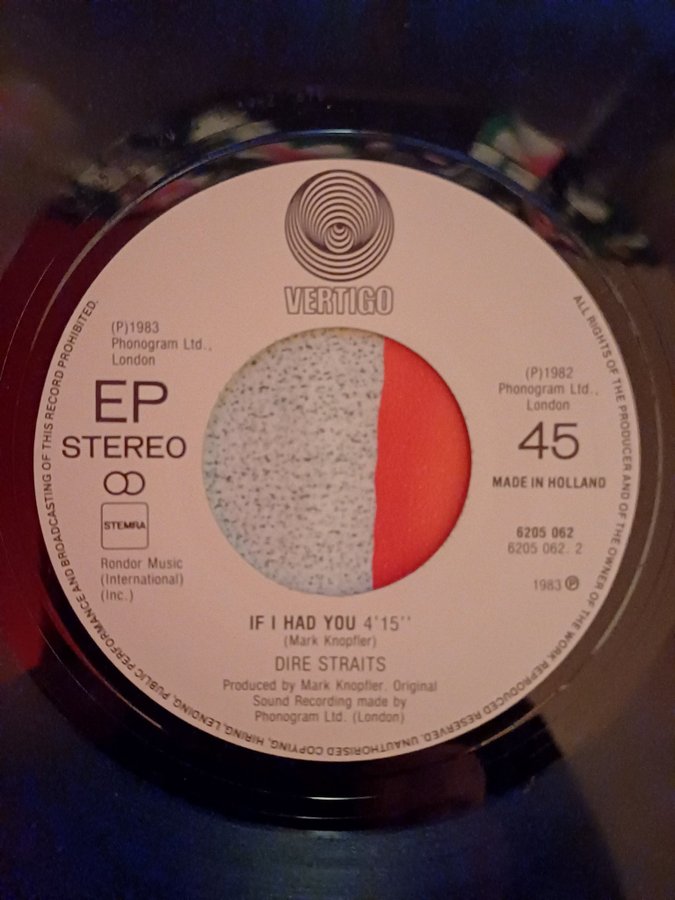 VERTIGO
(P)1983
Phonogram Ltd.,
London
EP
STEREO
STEMRA
Rondor Music
(International)
(Inc.)
(P)1982
Phonogram Ltd.,
London
45
MADE IN HOLLAND
6205 062
6205 062. 2
1983 Ⓟ
IF I HAD YOU 4'15''
(Mark Knopfler)
DIRE STRAITS
Produced by Mark Knopfler. Original
Sound Recording made by
Phonogram Ltd. (London)
ALL RIGHTS OF THE PRODUCER AND OF THE OWNER OF THE WORK REPRODUCED RESERVED. UNAUTHORISED COPYING, HIRING, LENDING, PUBLIC PERFORMANCE AND BROADCASTING OF THIS RECORD PROHIBITED.